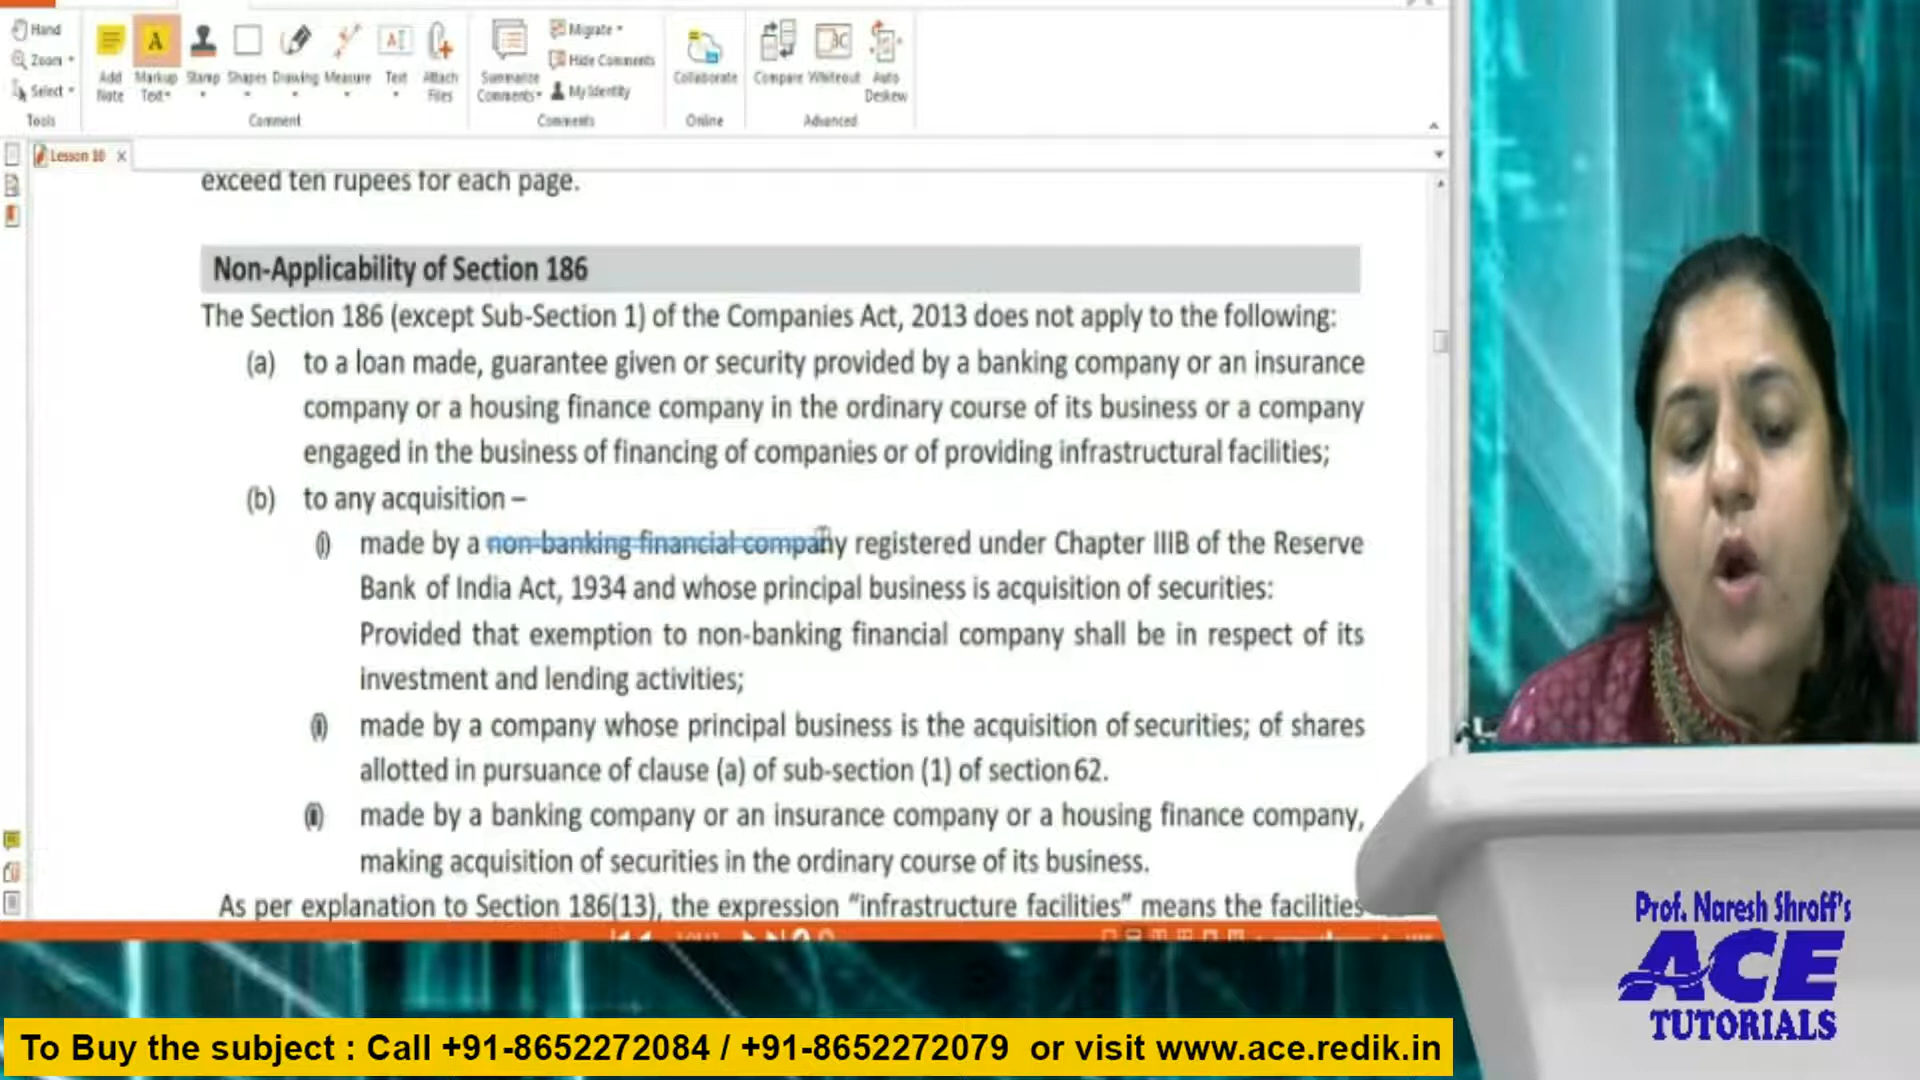 Hand
Zoom
Select
Tools
Add Note
Markup Text
Stamp
Shapes
Drawing
Measure
Text
Attach Files
Comment
Summarize Comments
Migrate
Hide Comments
My Identity
Comments
Collaborate
Online
Compare
Whiteout
Auto Deskew
Advanced
Lesson 10
exceed ten rupees for each page.
Non-Applicability of Section 186
The Section 186 (except Sub-Section 1) of the Companies Act, 2013 does not apply to the following:
(a) to a loan made, guarantee given or security provided by a banking company or an insurance
company or a housing finance company in the ordinary course of its business or a company
engaged in the business of financing of companies or of providing infrastructural facilities;
(b) to any acquisition –
(i) made by a non-banking financial company registered under Chapter IIIB of the Reserve
Bank of India Act, 1934 and whose principal business is acquisition of securities:
Provided that exemption to non-banking financial company shall be in respect of its
investment and lending activities;
(ii) made by a company whose principal business is the acquisition of securities; of shares
allotted in pursuance of clause (a) of sub-section (1) of section 62.
(iii) made by a banking company or an insurance company or a housing finance company,
making acquisition of securities in the ordinary course of its business.
As per explanation to Section 186(13), the expression “infrastructure facilities” means the facilities
Prof. Naresh Shroff's
ACE
TUTORIALS
To Buy the subject : Call +91-8652272084 / +91-8652272079 or visit www.ace.redik.in